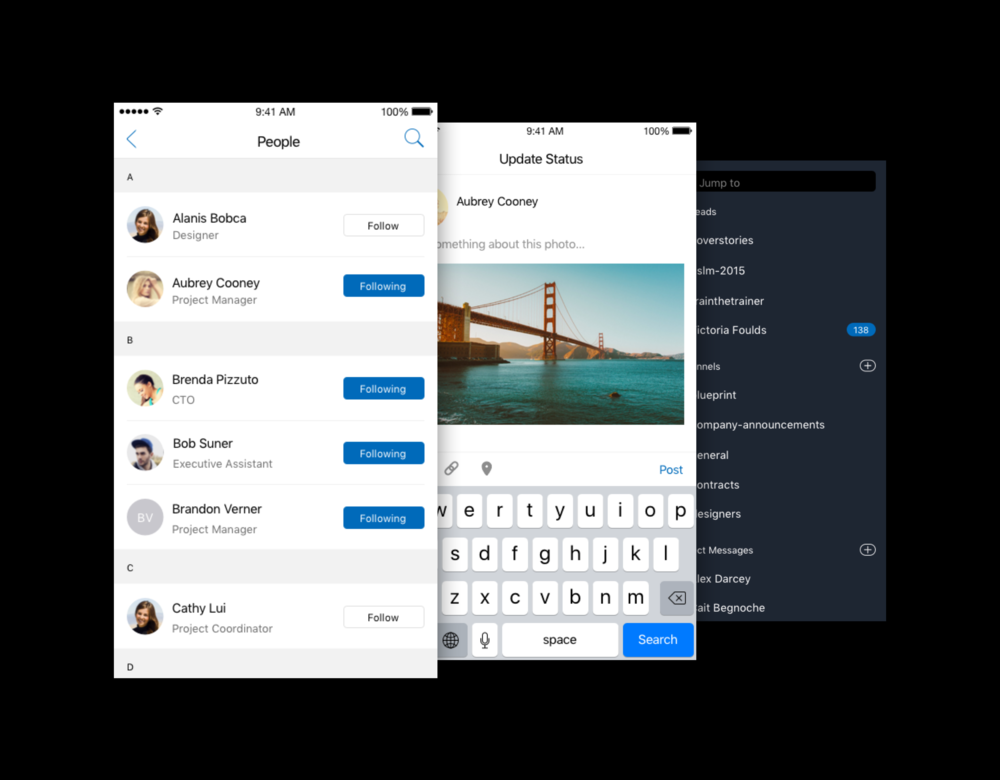 9:41 AM
100%
People
A
Alanis Bobca
Designer
Follow
Aubrey Cooney
Project Manager
Following
B
Brenda Pizzuto
CTO
Following
Bob Suner
Executive Assistant
Following
BV
Brandon Verner
Project Manager
Following
C
Cathy Lui
Project Coordinator
Follow
D
9:41 AM
100%
Update Status
Aubrey Cooney
omething about this photo...
Post
w e r t y u i o p
s d f g h j k l
z x c v b n m
space
Search
Jump to
eads
overstories
slm-2015
rainthetrainer
ictoria Foulds
138
nnels
lueprint
ompany-announcements
eneral
ontracts
esigners
ct Messages
lex Darcey
ait Begnoche